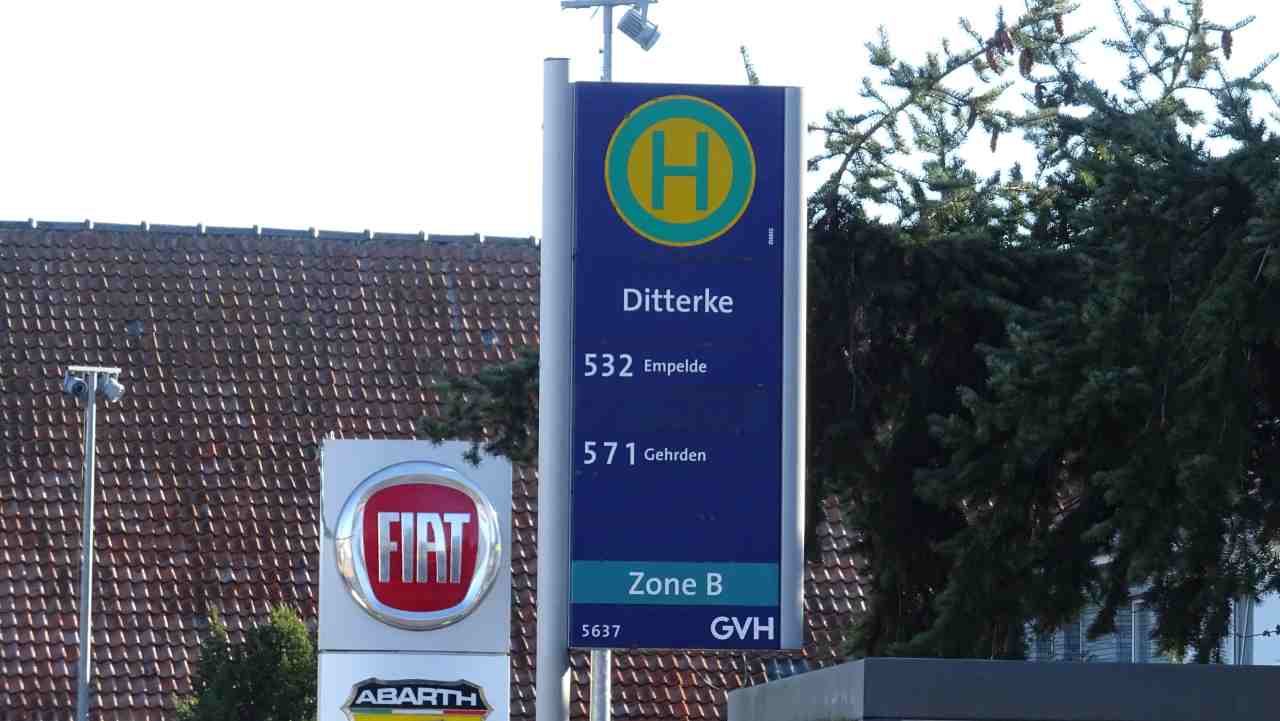 H
Ditterke
532 Empelde
571 Gehrden
Zone B
5637 GVH
FIAT
ABARTH